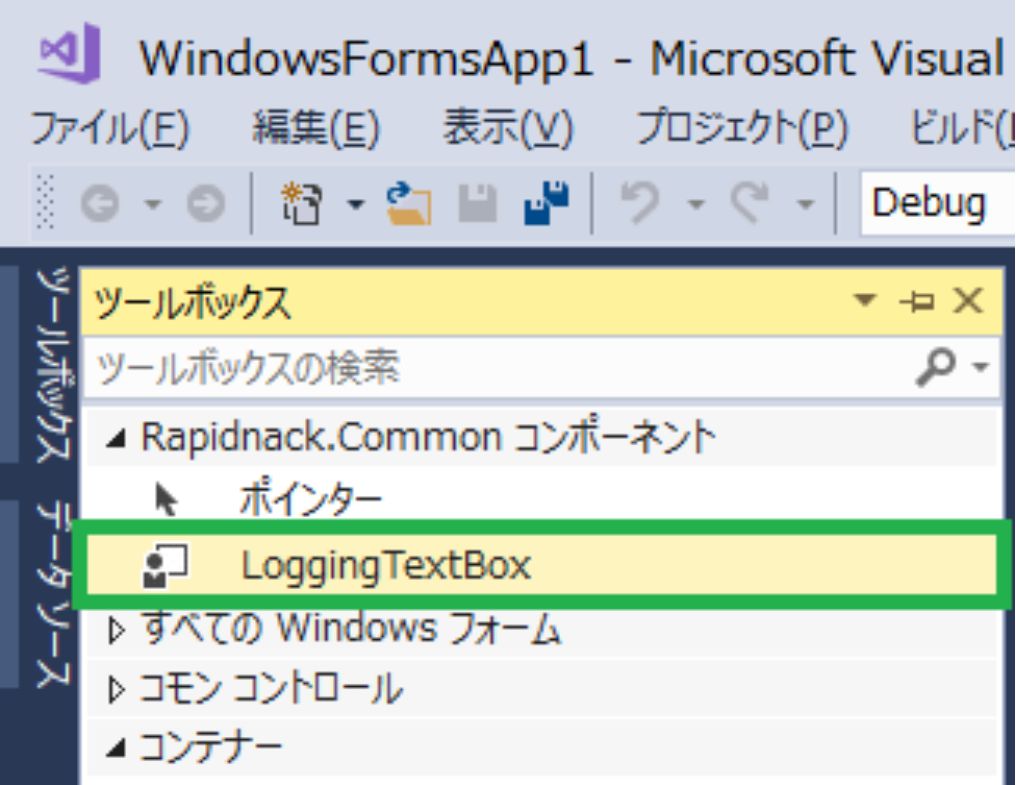 WindowsFormsApp1 - Microsoft Visual
ファイル(F) 編集(E) 表示(V) プロジェクト(P) ビルド(
Debug
ツールボックス
データ ソース
ツールボックス
ツールボックスの検索
Rapidnack.Common コンポーネント
ポインター
LoggingTextBox
すべての Windows フォーム
コモン コントロール
コンテナー